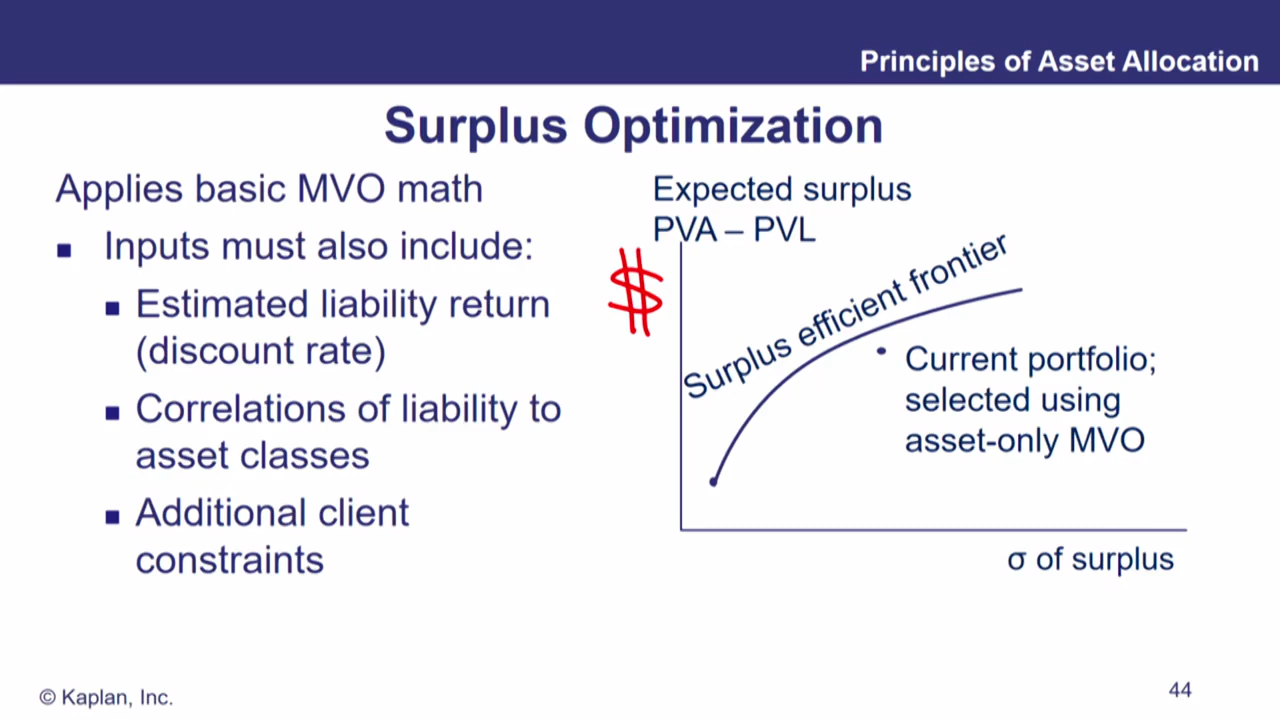 Principles of Asset Allocation
Surplus Optimization
Applies basic MVO math
■ Inputs must also include:
■ Estimated liability return
(discount rate)
■ Correlations of liability to
asset classes
■ Additional client
constraints
Expected surplus
PVA – PVL
$
Surplus efficient frontier
Current portfolio;
selected using
asset-only MVO
σ of surplus
© Kaplan, Inc.
44